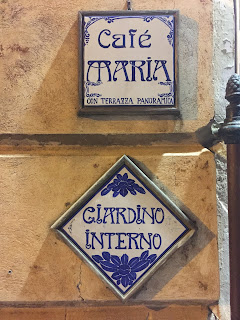 Café
MARIA
CON TERRAZZA PANORAMICA
GIARDINO
INTERNO